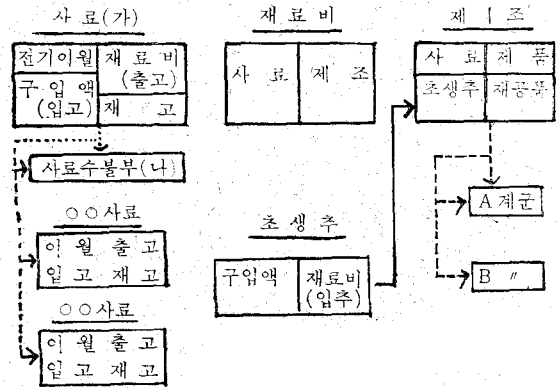 사 료(가)
전기이월 재료비
(출고)
구입액
(입고) 재 고
사료수불부(나)
○○사료
이 월 출 고
입 고 재 고
○○사료
이 월 출 고
입 고 재 고
재 료 비
사 료 제 조
초 생 추
구입액 재료비
(입추)
제 조
사 료 제 품
초생추 재공품
A 계군
B 〃